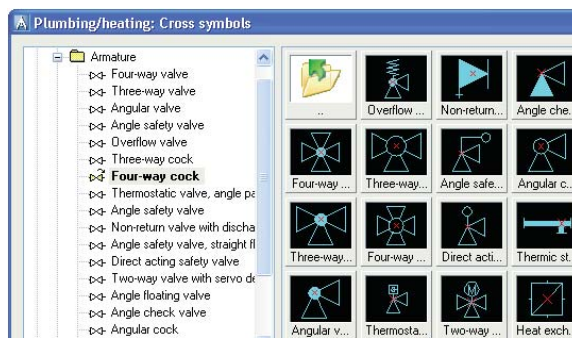 Plumbing/heating: Cross symbols
Armature
Four-way valve
Three-way valve
Angular valve
Angle safety valve
Overflow valve
Three-way cock
Four-way cock
Thermostatic valve, angle pa
Angle safety valve
Non-return valve with discha
Angle safety valve, straight fl
Direct acting safety valve
Two-way valve with servo de
Angle floating valve
Angle check valve
Angular cock
..
Overflow ...
Non-return...
Angle che.
Four-way ...
Three-way...
Angle safe...
Angular c..
Three-way...
Four-way ...
Direct acti...
Thermic st.
M
Angular v...
Thermosta...
Two-way ...
Heat exch.